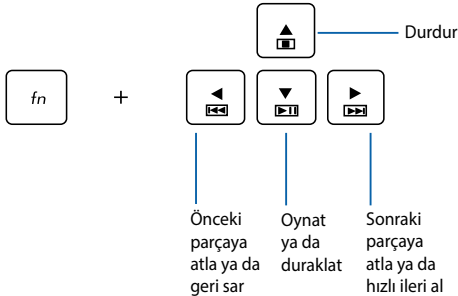 Durdur
fn
+
Önceki
parçaya
atla ya da
geri sar
Oynat
ya da
duraklat
Sonraki
parçaya
atla ya da
hızlı ileri al